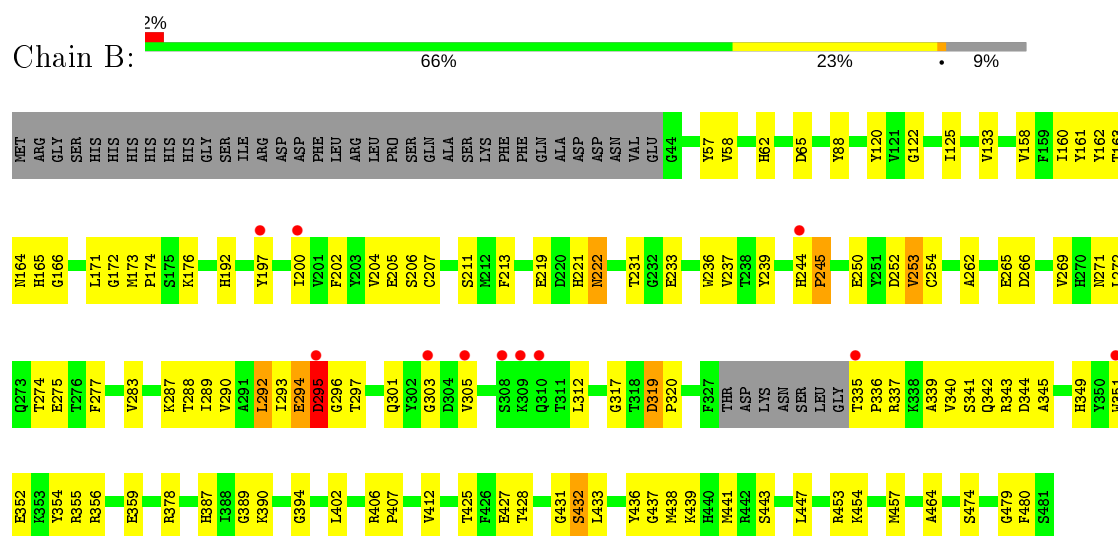 2%
Chain B:
66% 23% • 9%
MET ARG GLY SER HIS HIS HIS HIS HIS HIS GLY SER ILE ARG ASP ASP PHE LEU ARG LEU PRO SER GLN ALA SER LYS PHE PHE GLN ALA ASP ASP ASN VAL GLU G44 Y57 V58 H62 D65 Y88 Y120 V121 G122 I125 V133 V158 F159 I160 Y161 Y162 T163
N164 H165 G166 L171 G172 M173 P174 S175 K176 H192 Y197 I200 V201 F202 Y203 V204 E205 S206 C207 S211 M212 F213 E219 D220 H221 N222 T231 G232 E233 W236 V237 T238 Y239 H244 P245 E250 Y251 D252 V253 C254 A262 E265 D266 V269 H270 N271
Q273 T274 E275 T276 F277 V283 K287 T288 I289 V290 A291 L292 I293 E294 D295 G296 T297 Q301 Y302 G303 D304 V305 S308 K309 Q310 T311 L312 G317 T318 D319 P320 F327 THR ASP LYS ASN SER LEU GLY T335 P336 R337 K338 A339 V340 S341 Q342 R343 D344 A345 H349 Y350 W351
E352 K353 Y354 R355 R356 E359 R378 H387 I388 G389 K390 G394 L402 R406 P407 V412 T425 F426 E427 T428 G431 S432 L433 Y436 G437 M438 K439 H440 M441 R442 S443 L447 R453 K454 M457 A464 S474 G479 F480 S481